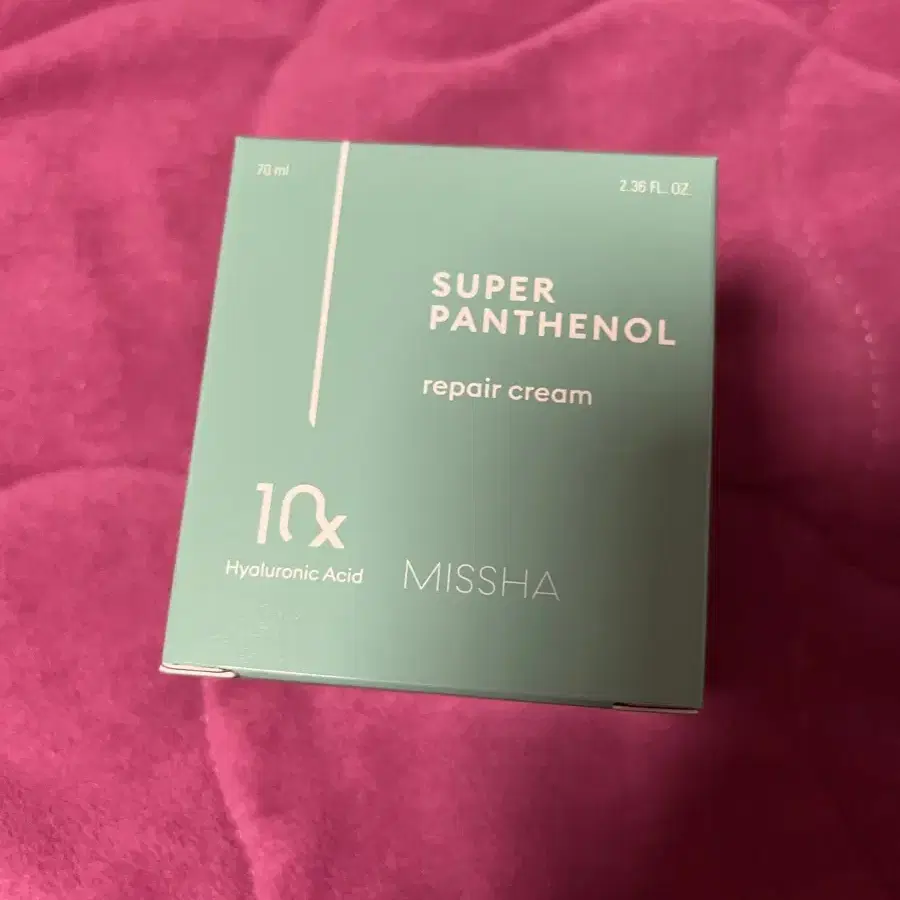 70 ml
2.36 FL. OZ.
SUPER
PANTHENOL
repair cream
10x
Hyaluronic Acid
MISSHA